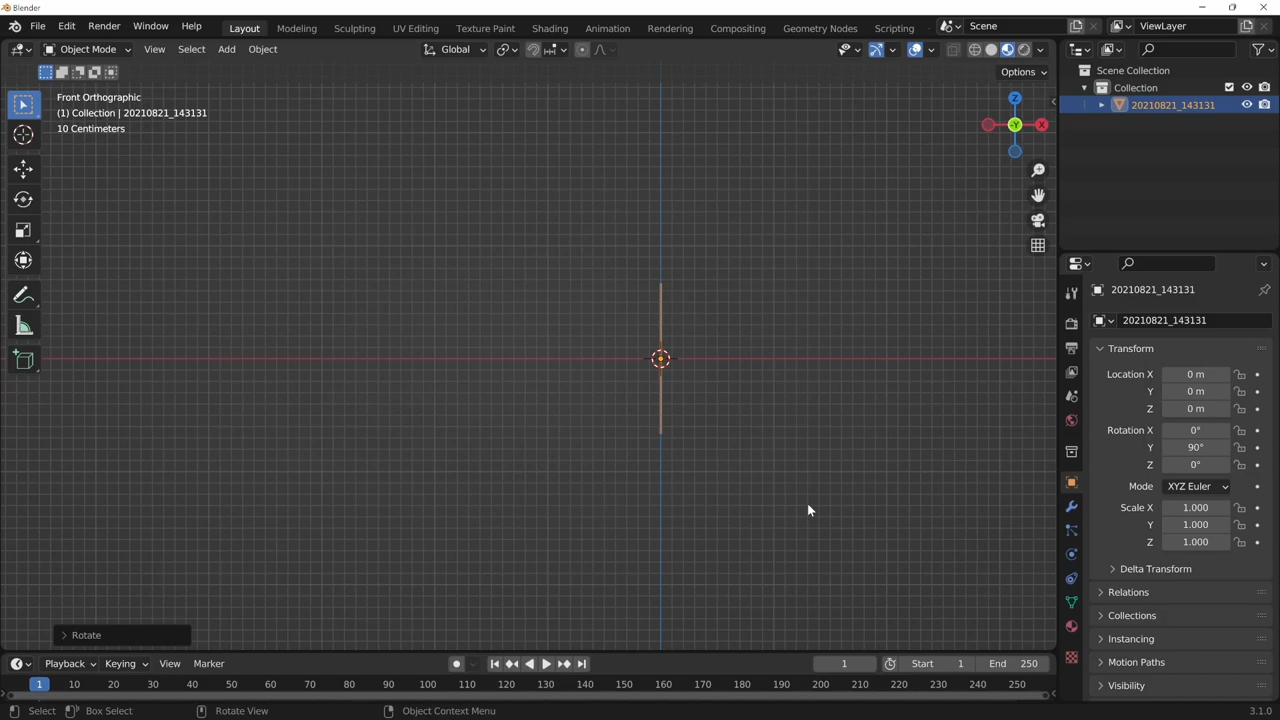 Blender
File Edit Render Window Help
Layout Modeling Sculpting UV Editing Texture Paint Shading Animation Rendering Compositing Geometry Nodes Scripting
Scene
ViewLayer
Object Mode View Select Add Object
Global
Options
Front Orthographic
(1) Collection | 20210821_143131
10 Centimeters
Z
-Y
X
Scene Collection
Collection
20210821_143131
20210821_143131
20210821_143131
Transform
Location X 0 m
Y 0 m
Z 0 m
Rotation X 0°
Y 90°
Z 0°
Mode XYZ Euler
Scale X 1.000
Y 1.000
Z 1.000
Delta Transform
Relations
Collections
Instancing
Motion Paths
Visibility
Rotate
Playback Keying View Marker
1 Start 1 End 250
1 10 20 30 40 50 60 70 80 90 100 110 120 130 140 150 160 170 180 190 200 210 220 230 240 250
Select Box Select Rotate View Object Context Menu
3.1.0